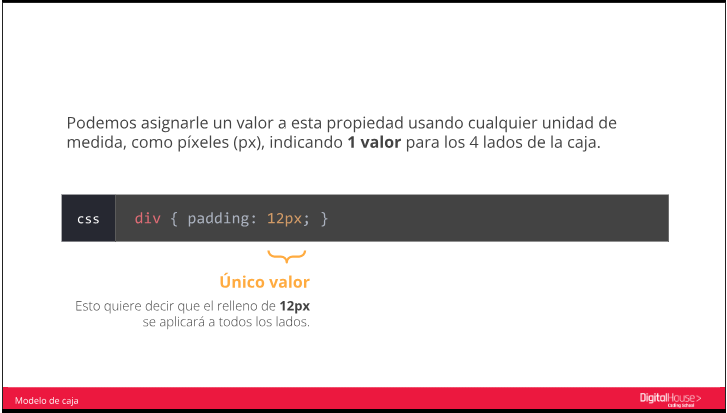 Podemos asignarle un valor a esta propiedad usando cualquier unidad de
medida, como píxeles (px), indicando 1 valor para los 4 lados de la caja.
css
div { padding: 12px; }
Único valor
Esto quiere decir que el relleno de 12px
se aplicará a todos los lados.
Modelo de caja
DigitalHouse>
Coding School